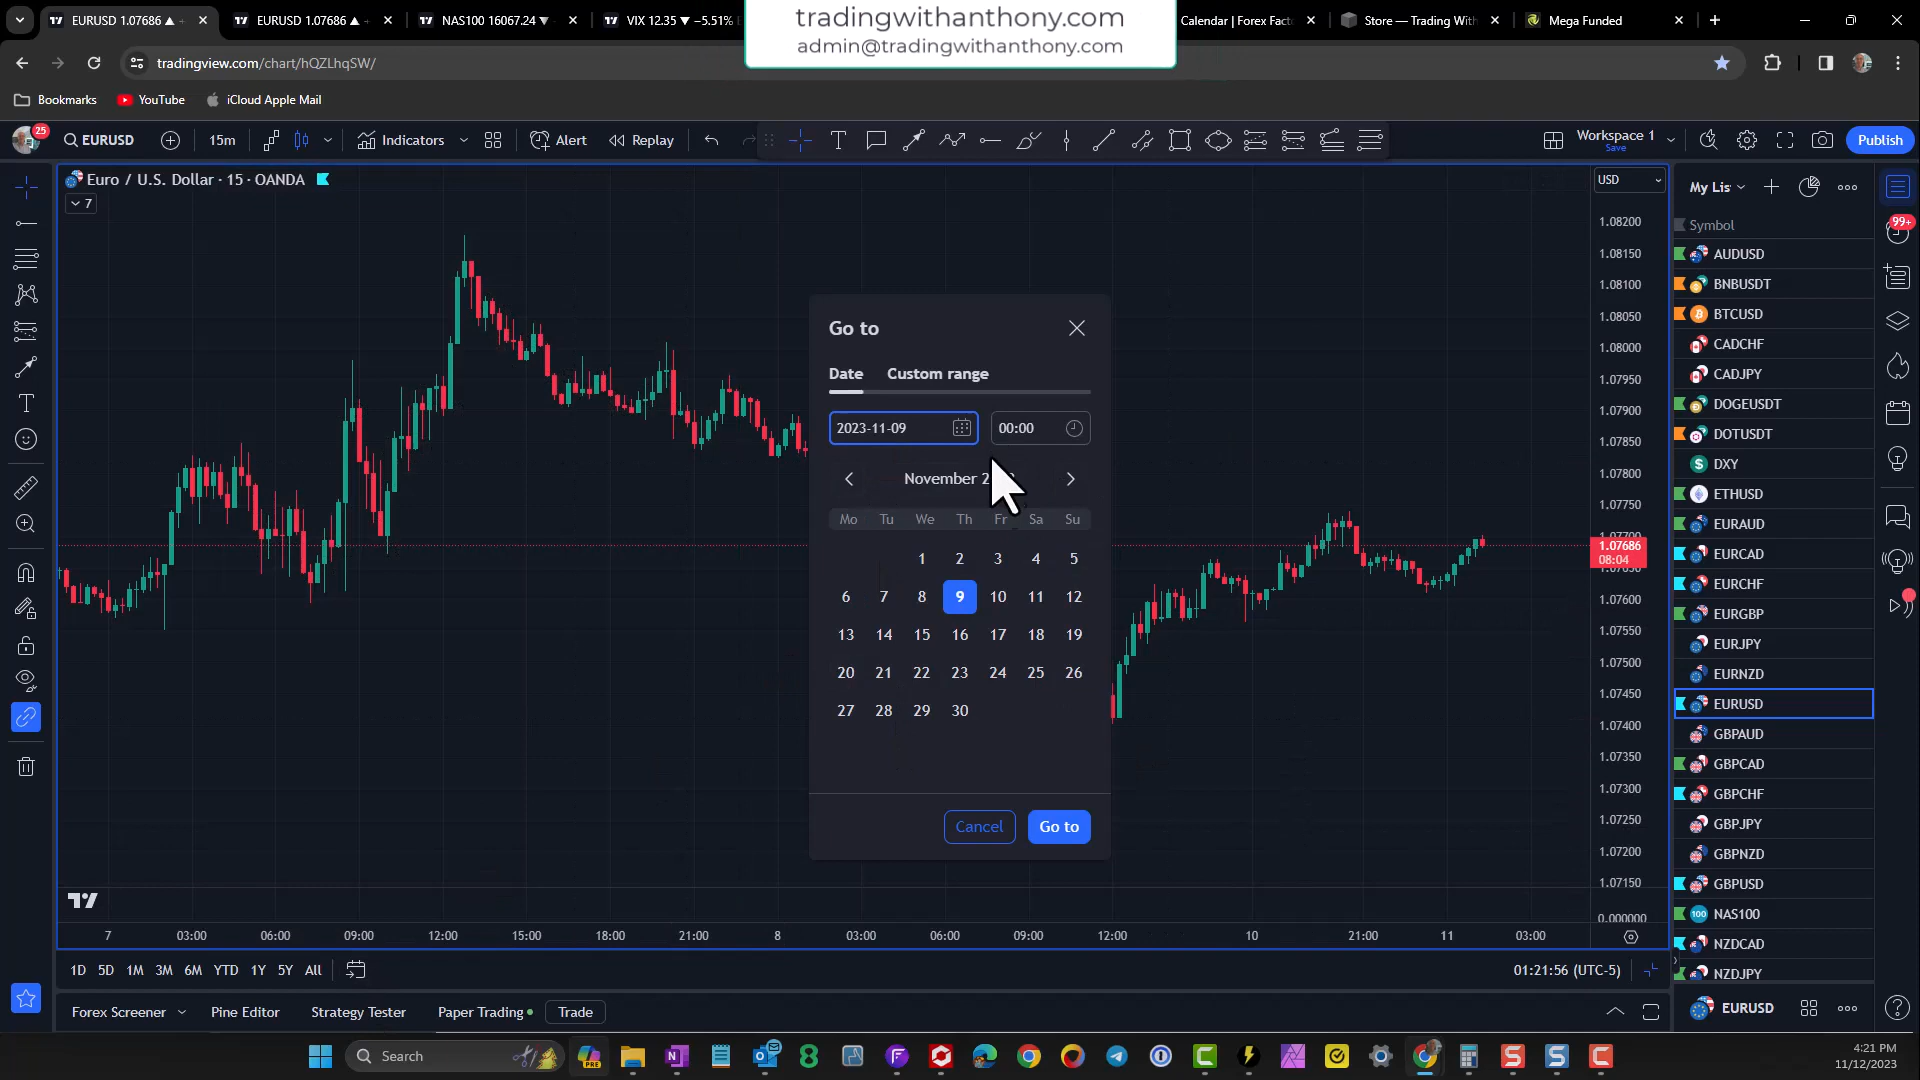 EURUSD 1.07686 ▲
EURUSD 1.07686 ▲
NAS100 16067.24 ▼
VIX 12.35 ▼ −5.51%
Calendar | Forex Fact
Store — Trading With
Mega Funded
tradingwithanthony.com
admin@tradingwithanthony.com
tradingview.com/chart/hQZLhqSW/
Bookmarks
YouTube
iCloud Apple Mail
25
EURUSD
15m
Indicators
Alert
Replay
Workspace 1
Save
Publish
Euro / U.S. Dollar · 15 · OANDA
7
USD
1.08200
1.08150
1.08100
1.08050
1.08000
1.07950
1.07900
1.07850
1.07800
1.07750
1.07686
08:04
1.07600
1.07550
1.07500
1.07450
1.07400
1.07350
1.07300
1.07250
1.07200
1.07150
0.000000
Go to
Date
Custom range
2023-11-09
00:00
November 2
Mo Tu We Th Fr Sa Su
1 2 3 4 5
6 7 8 9 10 11 12
13 14 15 16 17 18 19
20 21 22 23 24 25 26
27 28 29 30
Cancel
Go to
7 03:00 06:00 09:00 12:00 15:00 18:00 21:00 8 03:00 06:00 09:00 12:00 10 21:00 11 03:00
1D 5D 1M 3M 6M YTD 1Y 5Y All
01:21:56 (UTC-5)
Forex Screener
Pine Editor
Strategy Tester
Paper Trading
Trade
My Lis
Symbol
99+
AUDUSD
BNBUSDT
BTCUSD
CADCHF
CADJPY
DOGEUSDT
DOTUSDT
DXY
ETHUSD
EURAUD
EURCAD
EURCHF
EURGBP
EURJPY
EURNZD
EURUSD
GBPAUD
GBPCAD
GBPCHF
GBPJPY
GBPNZD
GBPUSD
100
NAS100
NZDCAD
NZDJPY
EURUSD
Search
PRE
4:21 PM
11/12/2023